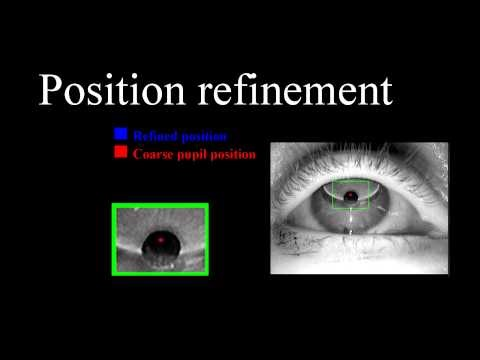 Position refinement
Refined position
Coarse pupil position